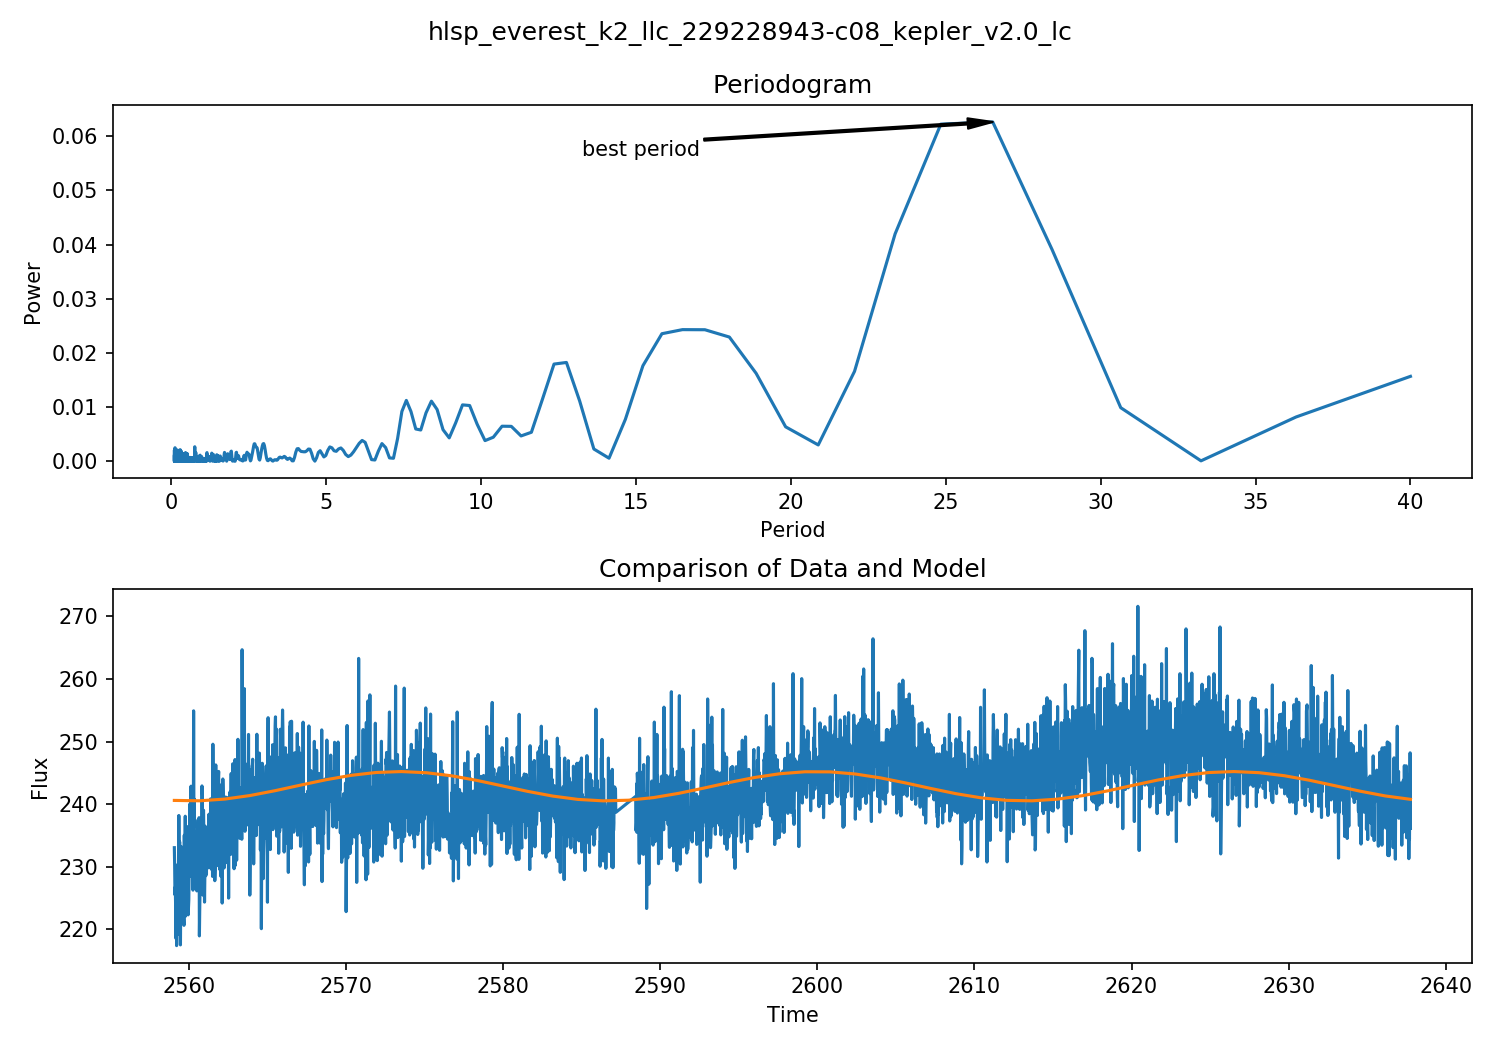 hlsp_everest_k2_llc_229228943-c08_kepler_v2.0_lc
Periodogram
0.06
0.05
0.04
0.03
0.02
0.01
0.00
Power
best period
0 5 10 15 20 25 30 35 40
Period
Comparison of Data and Model
270
260
250
240
230
220
Flux
2560 2570 2580 2590 2600 2610 2620 2630 2640
Time